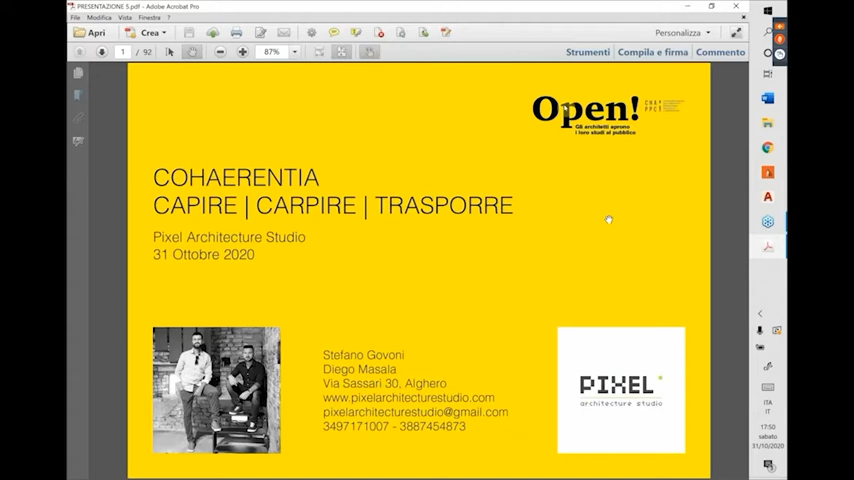 PRESENTAZIONE 5.pdf - Adobe Acrobat Pro
File Modifica Vista Finestra ?
Apri Crea Personalizza
1 / 92 87% Strumenti Compila e firma Commento
Open!
Gli architetti aprono
i loro studi al pubblico
COHAERENTIA
CAPIRE | CARPIRE | TRASPORRE
Pixel Architecture Studio
31 Ottobre 2020
Stefano Govoni
Diego Masala
Via Sassari 30, Alghero
www.pixelarchitecturestudio.com
pixelarchitecturestudio@gmail.com
3497171007 - 3887454873
PIXEL
architecture studio
ITA
IT
17:50
sabato
31/10/2020